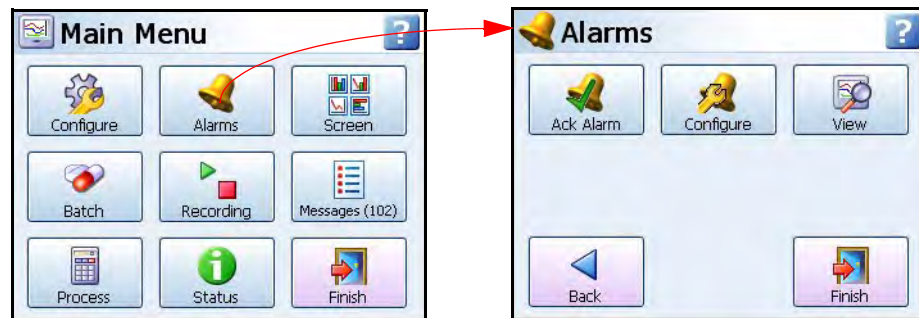 Main Menu
?
Configure
Alarms
Screen
Batch
Recording
Messages (102)
Process
Status
Finish
Alarms
?
Ack Alarm
Configure
View
Back
Finish